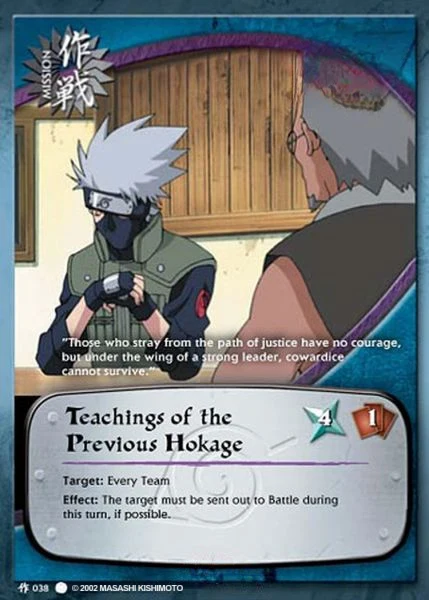 MISSION
作戦
"Those who stray from the path of justice have no courage,
but under the wing of a strong leader, cowardice
cannot survive."
Teachings of the
Previous Hokage
4
1
Target: Every Team
Effect: The target must be sent out to Battle during
this turn, if possible.
作 038 © 2002 MASASHI KISHIMOTO